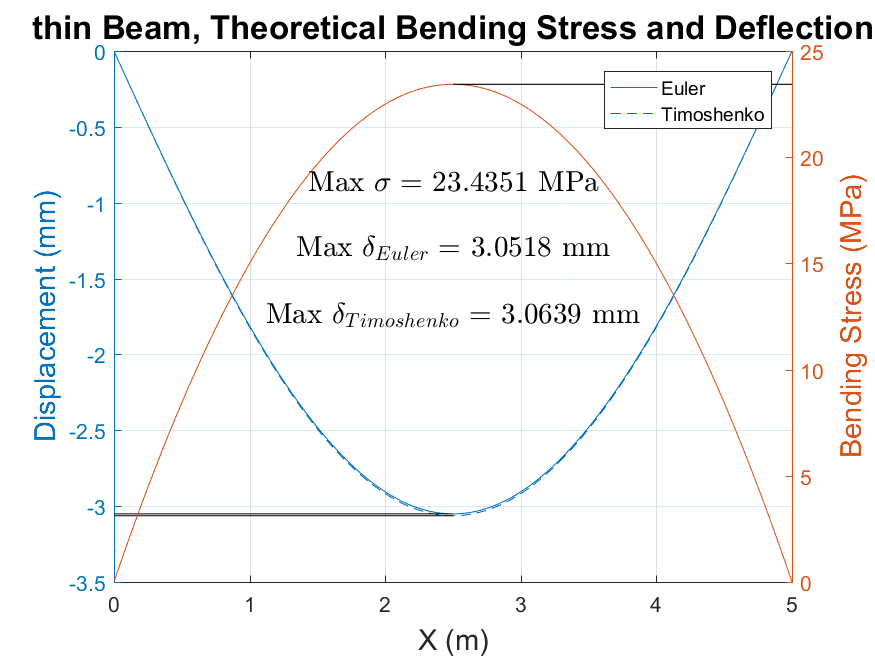 thin Beam, Theoretical Bending Stress and Deflection
Displacement (mm)
0
-0.5
-1
-1.5
-2
-2.5
-3
-3.5
Euler
Timoshenko
Max σ = 23.4351 MPa
Max δ_Euler = 3.0518 mm
Max δ_Timoshenko = 3.0639 mm
25
20
15
10
5
0
Bending Stress (MPa)
0 1 2 3 4 5
X (m)